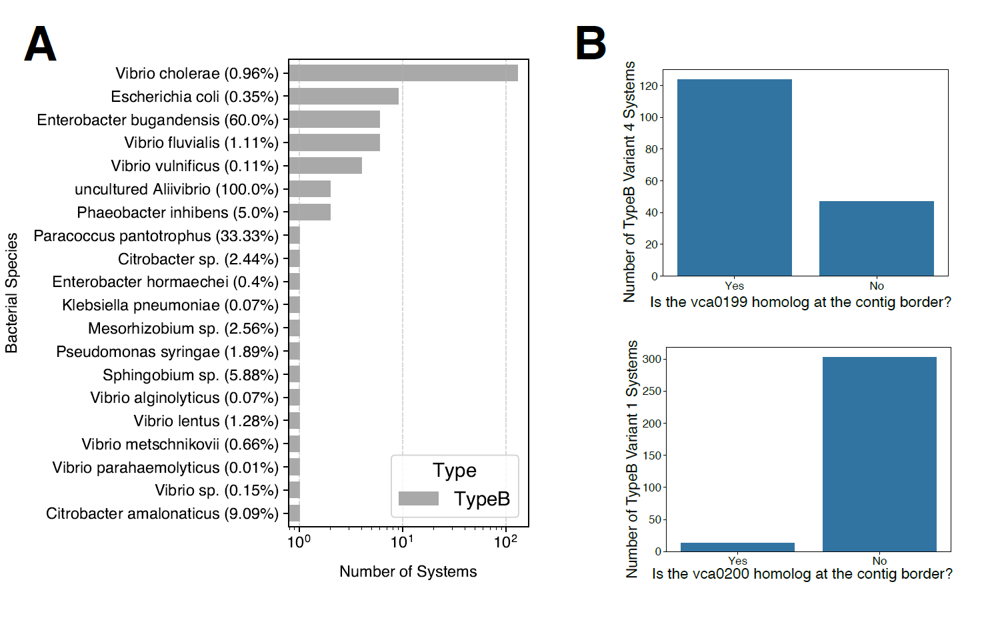 A
Bacterial Species
Vibrio cholerae (0.96%)
Escherichia coli (0.35%)
Enterobacter bugandensis (60.0%)
Vibrio fluvialis (1.11%)
Vibrio vulnificus (0.11%)
uncultured Aliivibrio (100.0%)
Phaeobacter inhibens (5.0%)
Paracoccus pantotrophus (33.33%)
Citrobacter sp. (2.44%)
Enterobacter hormaechei (0.4%)
Klebsiella pneumoniae (0.07%)
Mesorhizobium sp. (2.56%)
Pseudomonas syringae (1.89%)
Sphingobium sp. (5.88%)
Vibrio alginolyticus (0.07%)
Vibrio lentus (1.28%)
Vibrio metschnikovii (0.66%)
Vibrio parahaemolyticus (0.01%)
Vibrio sp. (0.15%)
Citrobacter amalonaticus (9.09%)
Type
TypeB
10⁰ 10¹ 10²
Number of Systems
B
Number of TypeB Variant 4 Systems
120
100
80
60
40
20
0
Yes No
Is the vca0199 homolog at the contig border?
Number of TypeB Variant 1 Systems
300
250
200
150
100
50
0
Yes No
Is the vca0200 homolog at the contig border?